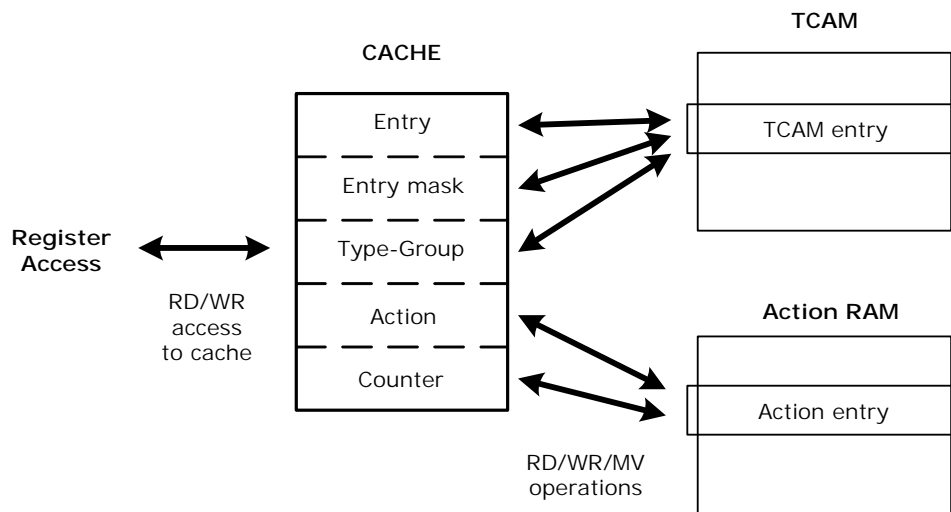 TCAM
CACHE
Entry
TCAM entry
Entry mask
Register
Access
Type-Group
RD/WR
access
to cache
Action
Action RAM
Counter
Action entry
RD/WR/MV
operations